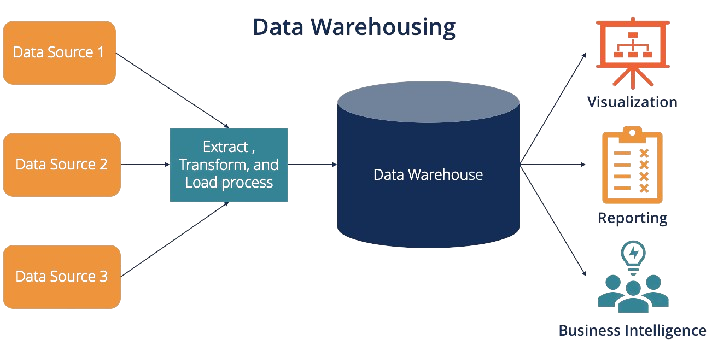 Data Warehousing
Data Source 1
Data Source 2
Data Source 3
Extract ,
Transform, and
Load process
Data Warehouse
Visualization
Reporting
Business Intelligence